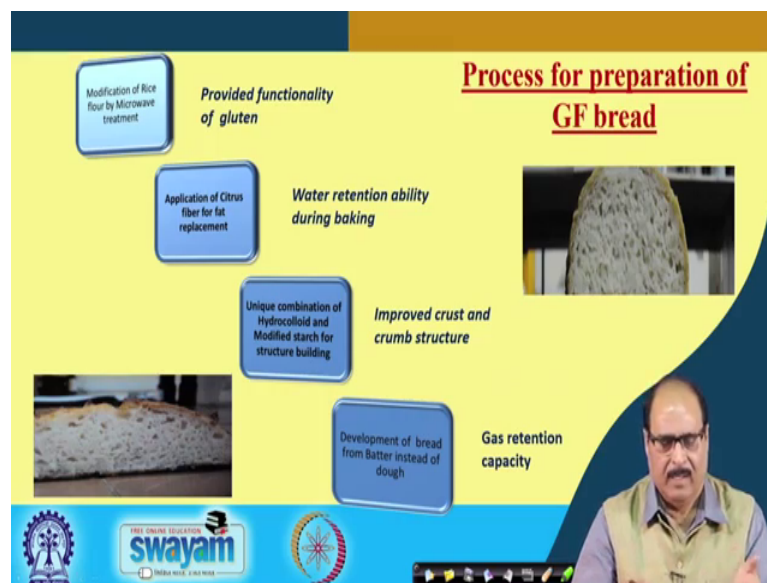 Process for preparation of
GF bread
Modification of Rice
flour by Microwave
treatment
Provided functionality
of gluten
Application of Citrus
fiber for fat
replacement
Water retention ability
during baking
Unique combination of
Hydrocolloid and
Modified starch for
structure building
Improved crust and
crumb structure
Development of bread
from Batter instead of
dough
Gas retention
capacity
FREE ONLINE EDUCATION
swayam